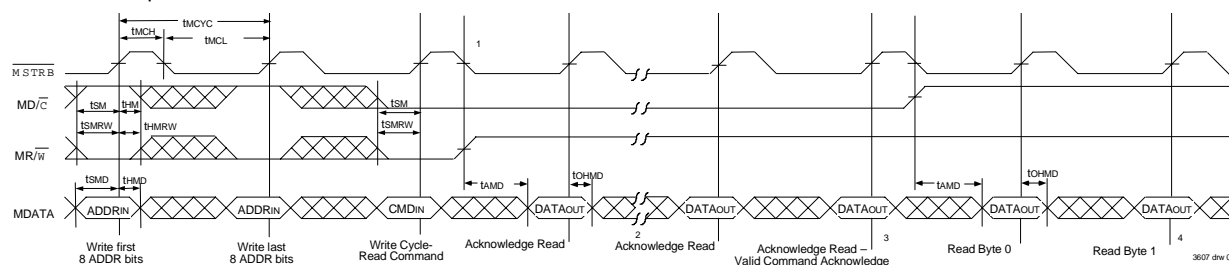 tMCYC
tMCH
tMCL
1
MSTRB
MD/C
tSM
tHM
tSM
tSMRW
tHMRW
tSMRW
MR/W
tSMD
tHMD
tAMD
tOHMD
tAMD
tOHMD
MDATA
ADDRIN
ADDRIN
CMDIN
DATAOUT
DATAOUT
DATAOUT
DATAOUT
DATAOUT
2
3
4
Write first
8 ADDR bits
Write last
8 ADDR bits
Write Cycle-
Read Command
Acknowledge Read
Acknowledge Read
Acknowledge Read –
Valid Command Acknowledge
Read Byte 0
Read Byte 1
3607 drw